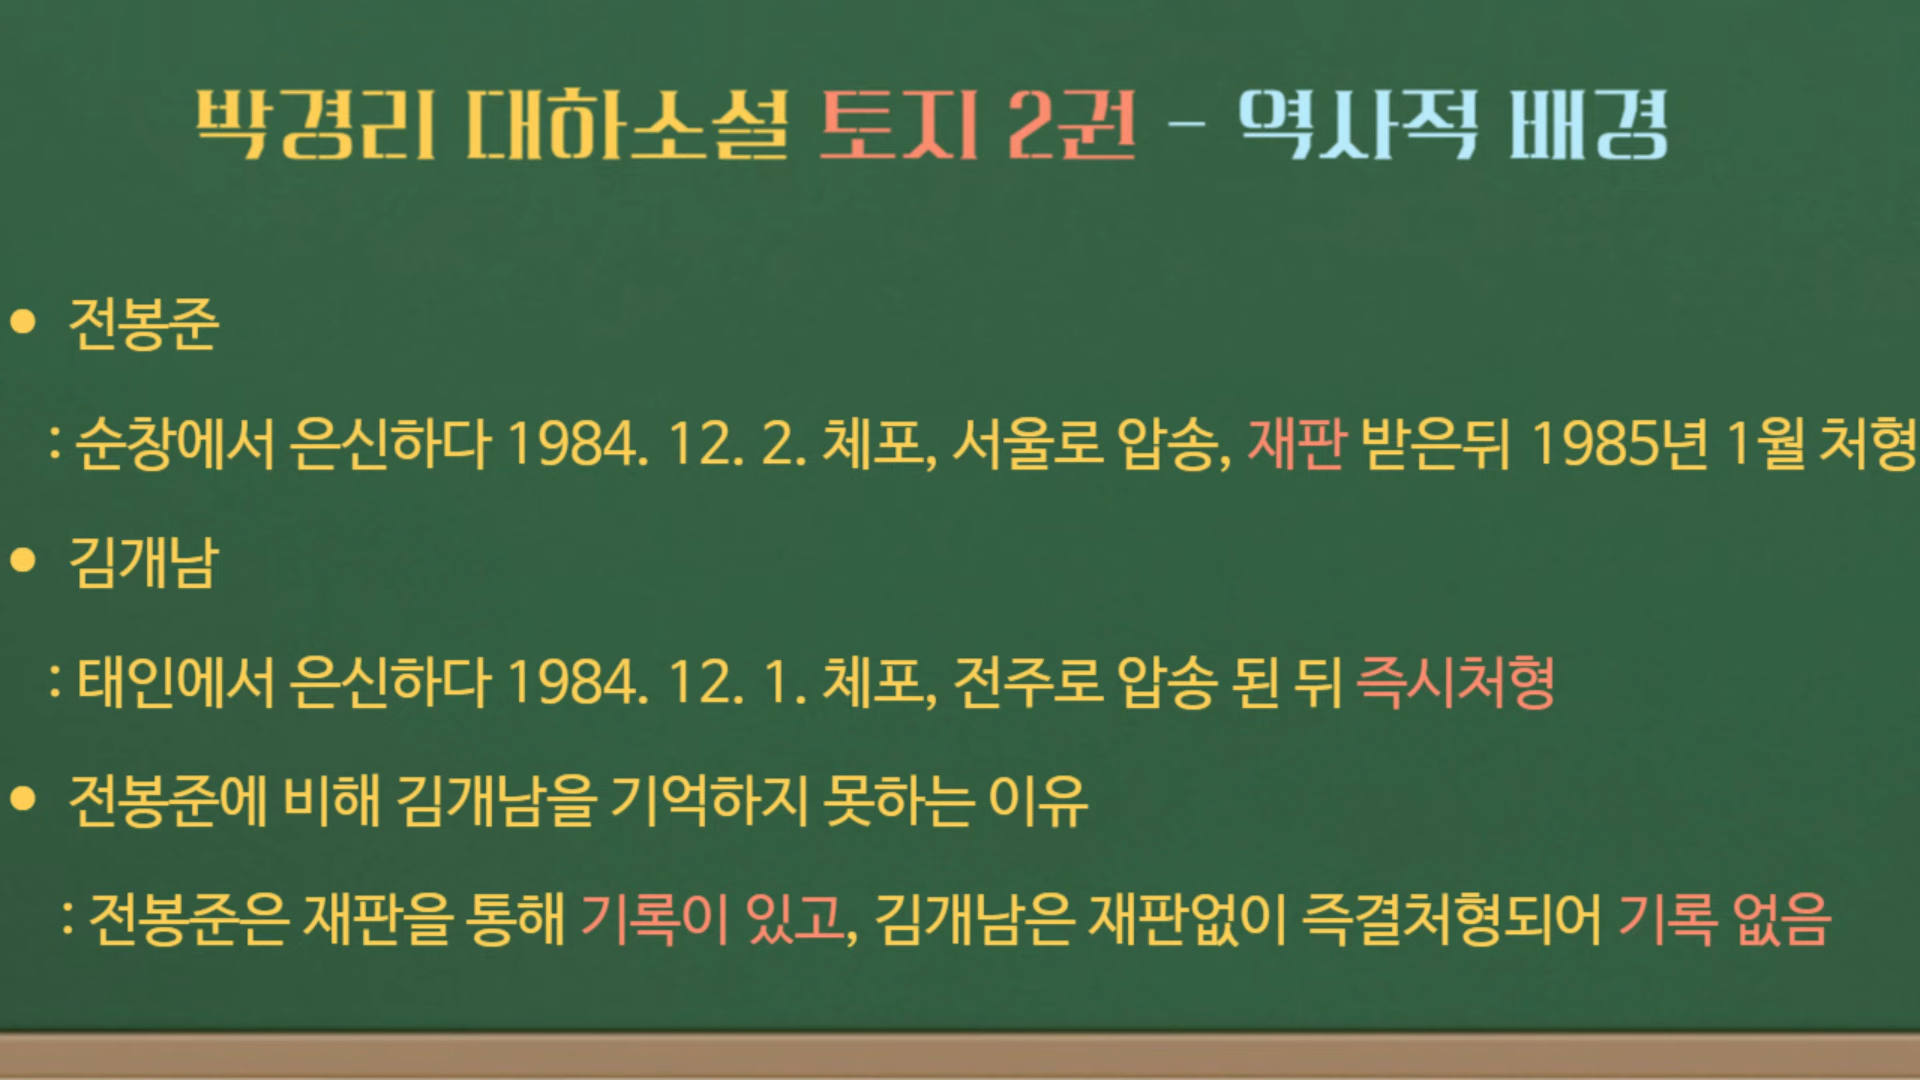 박경리 대하소설 토지 2권 - 역사적 배경
• 전봉준
: 순창에서 은신하다 1984. 12. 2. 체포, 서울로 압송, 재판 받은뒤 1985년 1월 처형
• 김개남
: 태인에서 은신하다 1984. 12. 1. 체포, 전주로 압송 된 뒤 즉시처형
• 전봉준에 비해 김개남을 기억하지 못하는 이유
: 전봉준은 재판을 통해 기록이 있고, 김개남은 재판없이 즉결처형되어 기록 없음